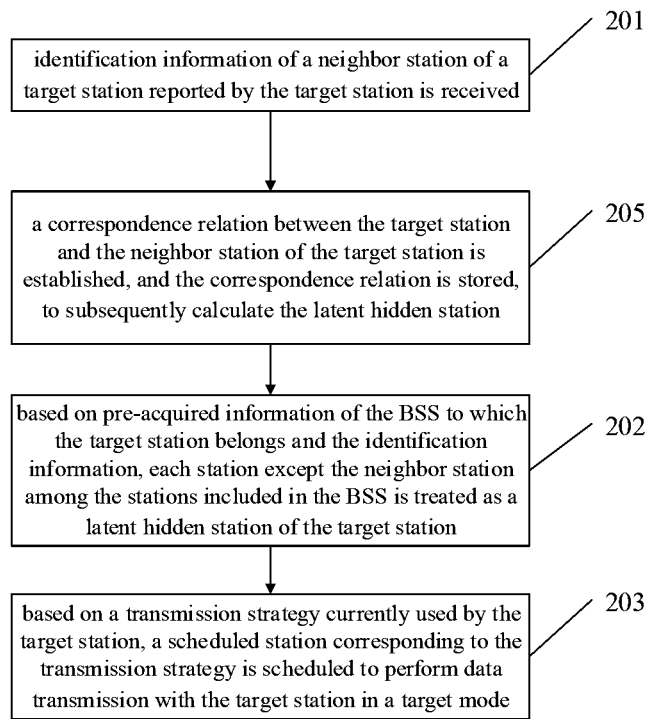 201
identification information of a neighbor station of a
target station reported by the target station is received
205
a correspondence relation between the target station
and the neighbor station of the target station is
established, and the correspondence relation is stored,
to subsequently calculate the latent hidden station
202
based on pre-acquired information of the BSS to which
the target station belongs and the identification
information, each station except the neighbor station
among the stations included in the BSS is treated as a
latent hidden station of the target station
203
based on a transmission strategy currently used by the
target station, a scheduled station corresponding to the
transmission strategy is scheduled to perform data
transmission with the target station in a target mode